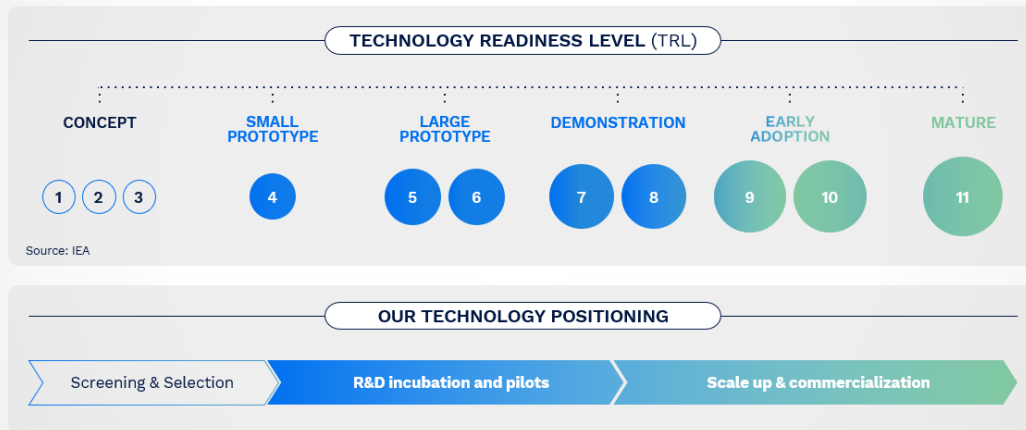 TECHNOLOGY READINESS LEVEL (TRL)
CONCEPT
SMALL
PROTOTYPE
LARGE
PROTOTYPE
DEMONSTRATION
EARLY
ADOPTION
MATURE
1 2 3 4 5 6 7 8 9 10 11
Source: IEA
OUR TECHNOLOGY POSITIONING
Screening & Selection
R&D incubation and pilots
Scale up & commercialization